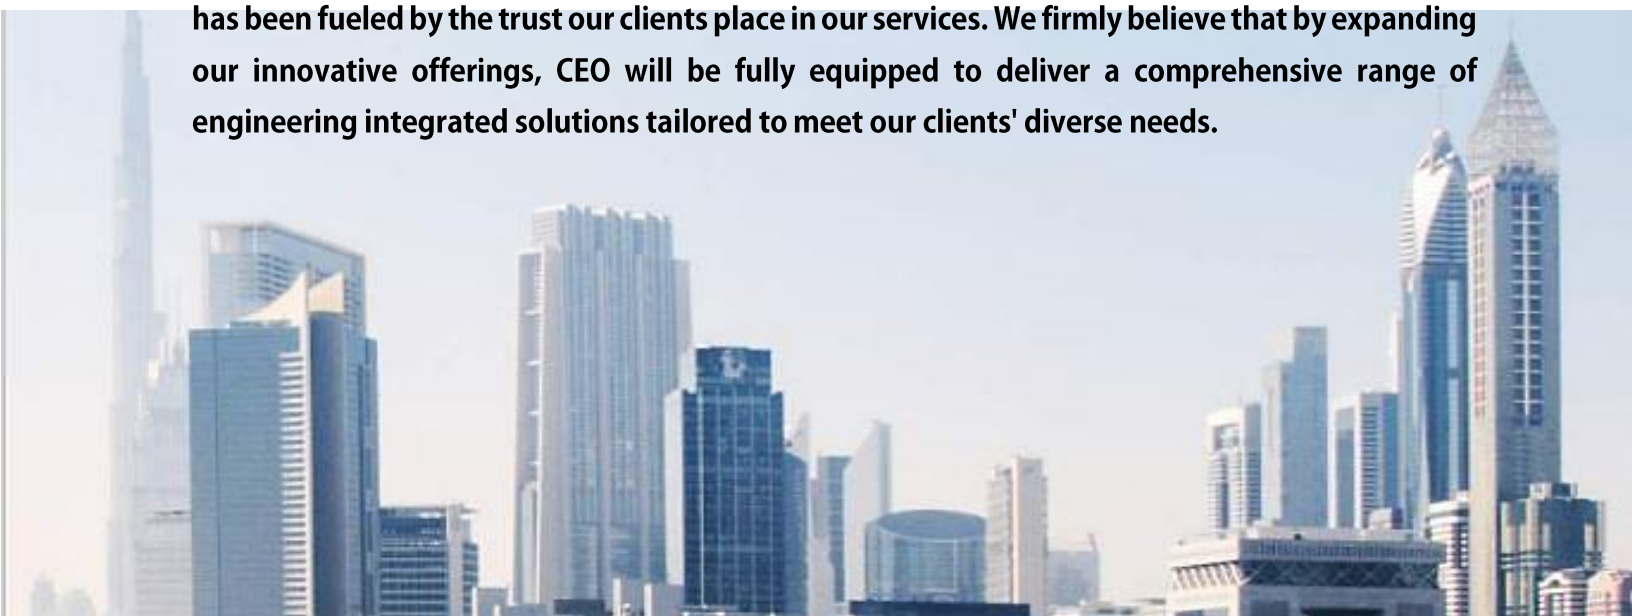 has been fueled by the trust our clients place in our services. We firmly believe that by expanding
our innovative offerings, CEO will be fully equipped to deliver a comprehensive range of
engineering integrated solutions tailored to meet our clients' diverse needs.